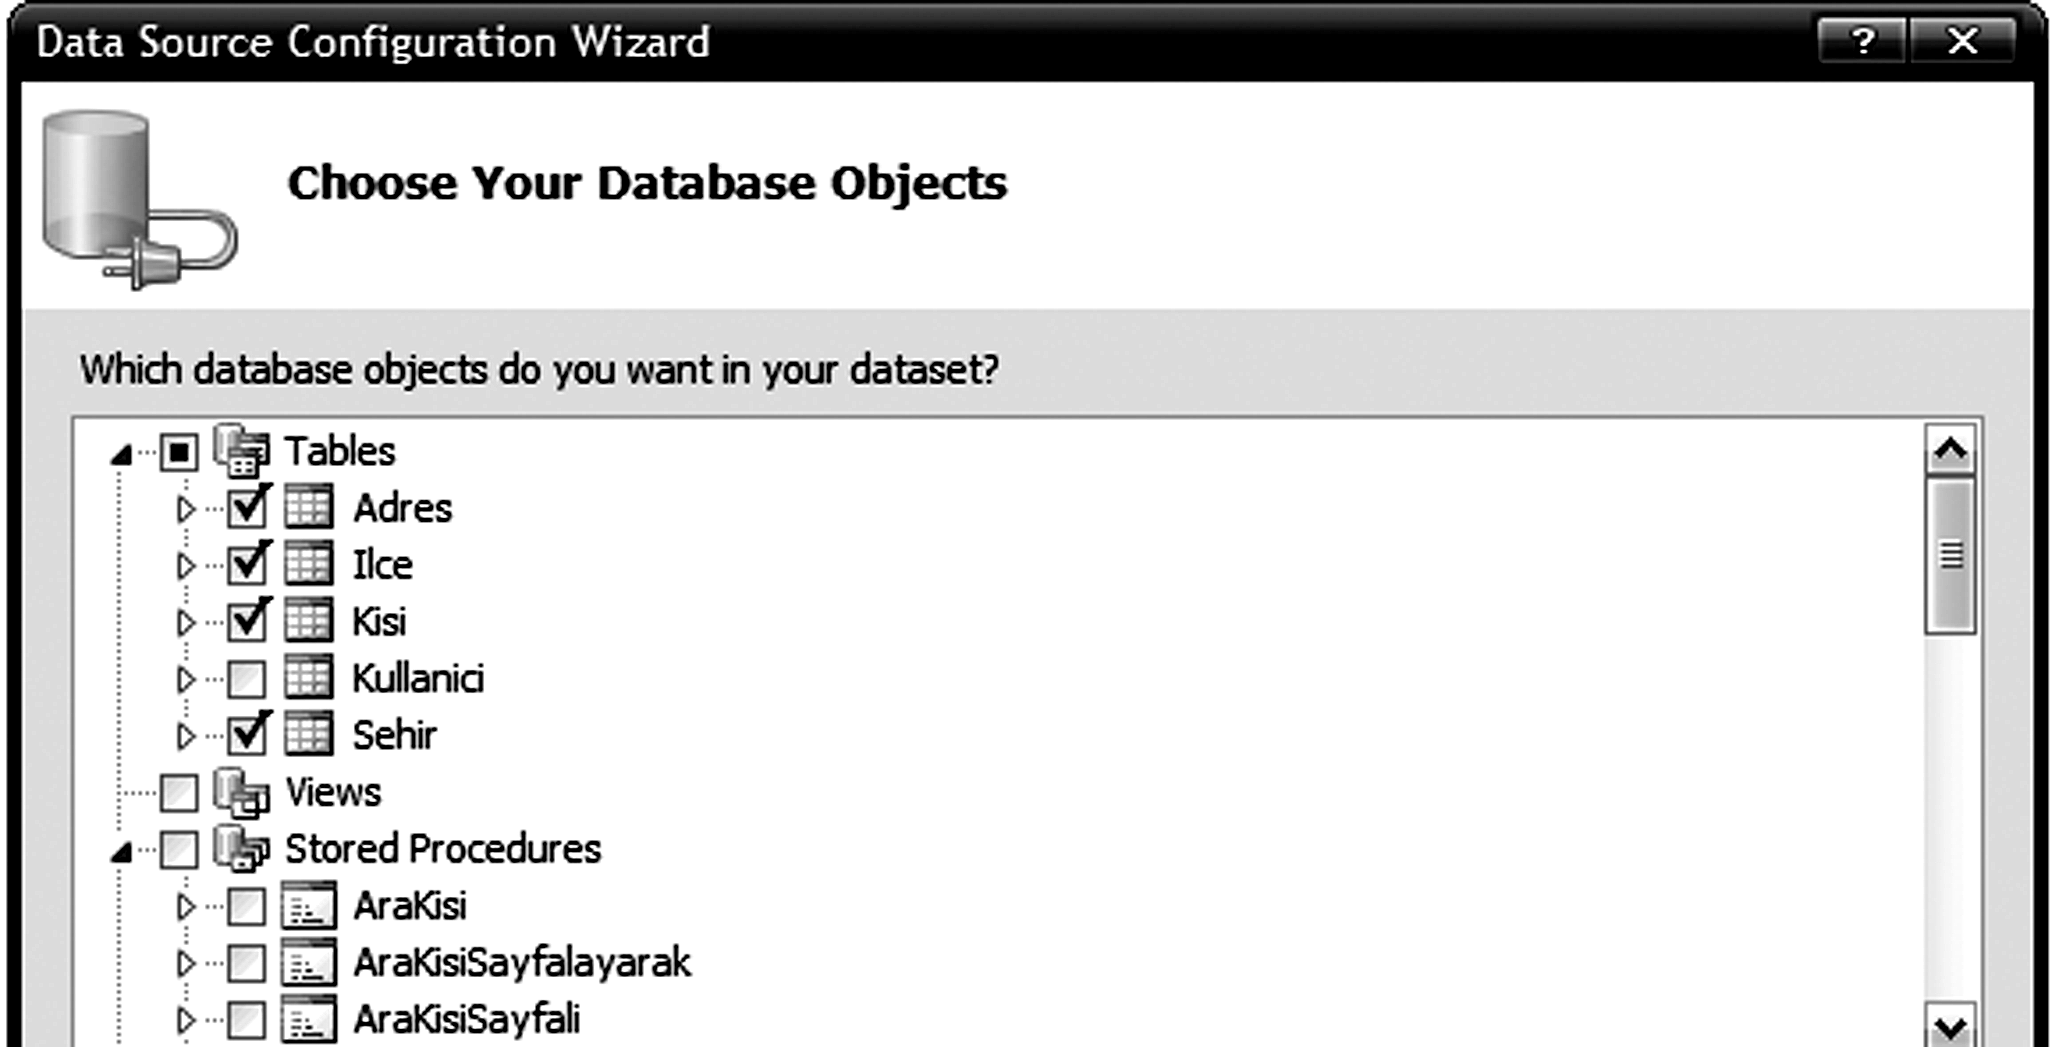 Data Source Configuration Wizard
Choose Your Database Objects
Which database objects do you want in your dataset?
Tables
Adres
Ilce
Kisi
Kullanici
Sehir
Views
Stored Procedures
AraKisi
AraKisiSayfalayarak
AraKisiSayfali